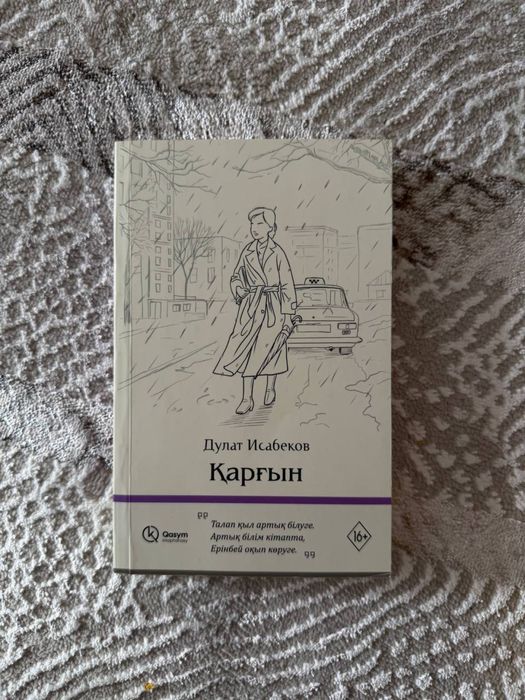 Дулат Исабеков
Қарғын
Талап қыл артық білуге.
Артық білім кітапта,
Ерінбей оқып көруге.
Qasym
16+